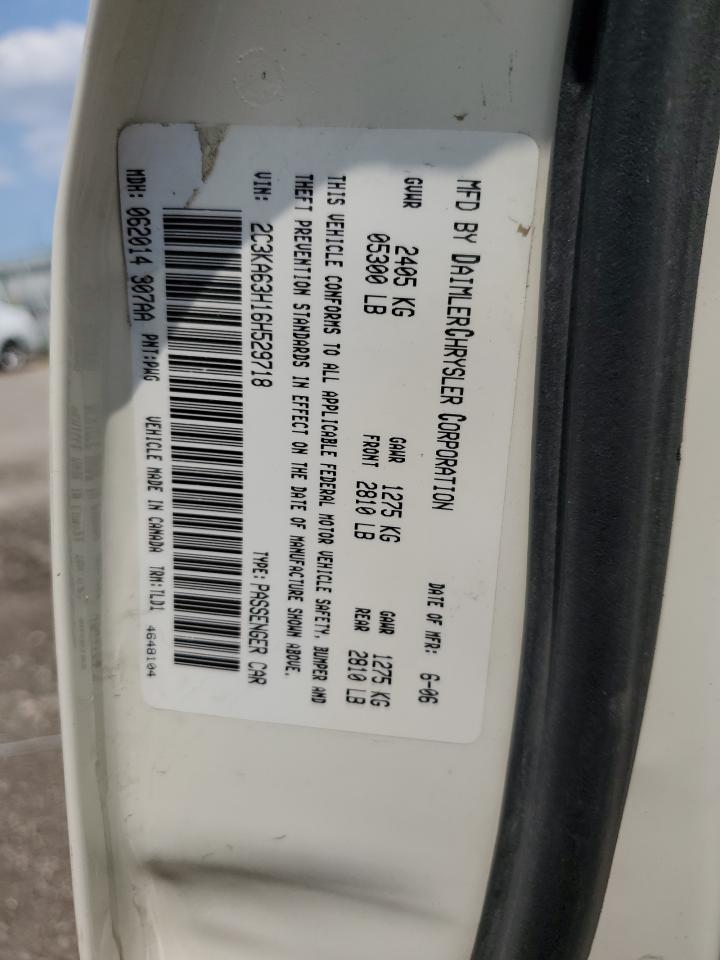 MFD BY DAIMLERCHRYSLER CORPORATION DATE OF MFR: 6-06
GVWR 2405 KG GAWR 1275 KG GAWR 1275 KG
05300 LB FRONT 2810 LB REAR 2810 LB
THIS VEHICLE CONFORMS TO ALL APPLICABLE FEDERAL MOTOR VEHICLE SAFETY, BUMPER AND
THEFT PREVENTION STANDARDS IN EFFECT ON THE DATE OF MANUFACTURE SHOWN ABOVE.
VIN: 2C3KA63H16H529718 TYPE: PASSENGER CAR
MDH: 062014 307AA PNT:PWG VEHICLE MADE IN CANADA TRM:TLD1 4648104